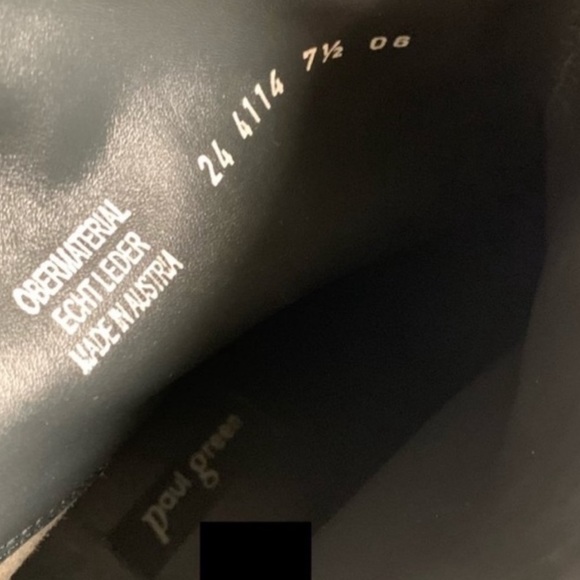 24 4114 7½ 06
OBERMATERIAL
ECHT LEDER
MADE IN AUSTRIA
paul green